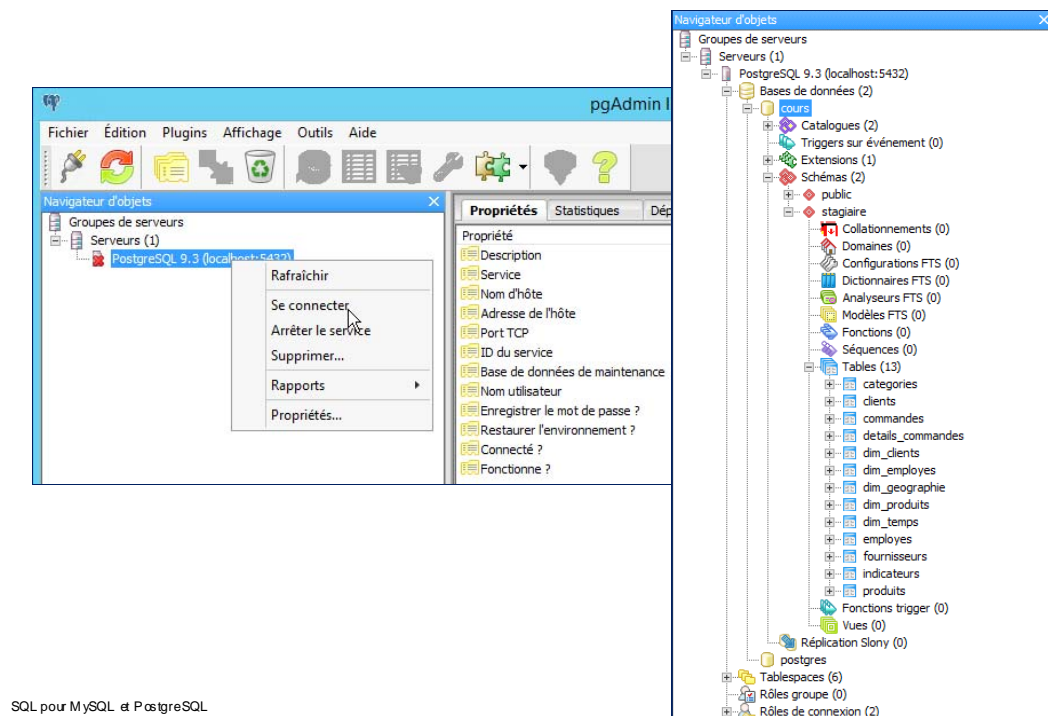 pgAdmin I
Fichier Édition Plugins Affichage Outils Aide
Navigateur d'objets
Groupes de serveurs
Serveurs (1)
PostgreSQL 9.3 (localhost:5432)
Rafraîchir
Se connecter
Arrêter le service
Supprimer...
Rapports
Propriétés...
Propriétés Statistiques Dép
Propriété
Description
Service
Nom d'hôte
Adresse de l'hôte
Port TCP
ID du service
Base de données de maintenance
Nom utilisateur
Enregistrer le mot de passe ?
Restaurer l'environnement ?
Connecté ?
Fonctionne ?
Navigateur d'objets
Groupes de serveurs
Serveurs (1)
PostgreSQL 9.3 (localhost:5432)
Bases de données (2)
cours
Catalogues (2)
Triggers sur événement (0)
Extensions (1)
Schémas (2)
public
stagiaire
Collationnements (0)
Domaines (0)
Configurations FTS (0)
Dictionnaires FTS (0)
Analyseurs FTS (0)
Modèles FTS (0)
Fonctions (0)
Séquences (0)
Tables (13)
categories
clients
commandes
details_commandes
dim_clients
dim_employes
dim_geographie
dim_produits
dim_temps
employes
fournisseurs
indicateurs
produits
Fonctions trigger (0)
Vues (0)
Réplication Slony (0)
postgres
Tablespaces (6)
Rôles groupe (0)
Rôles de connexion (2)
SQL pour MySQL et PostgreSQL